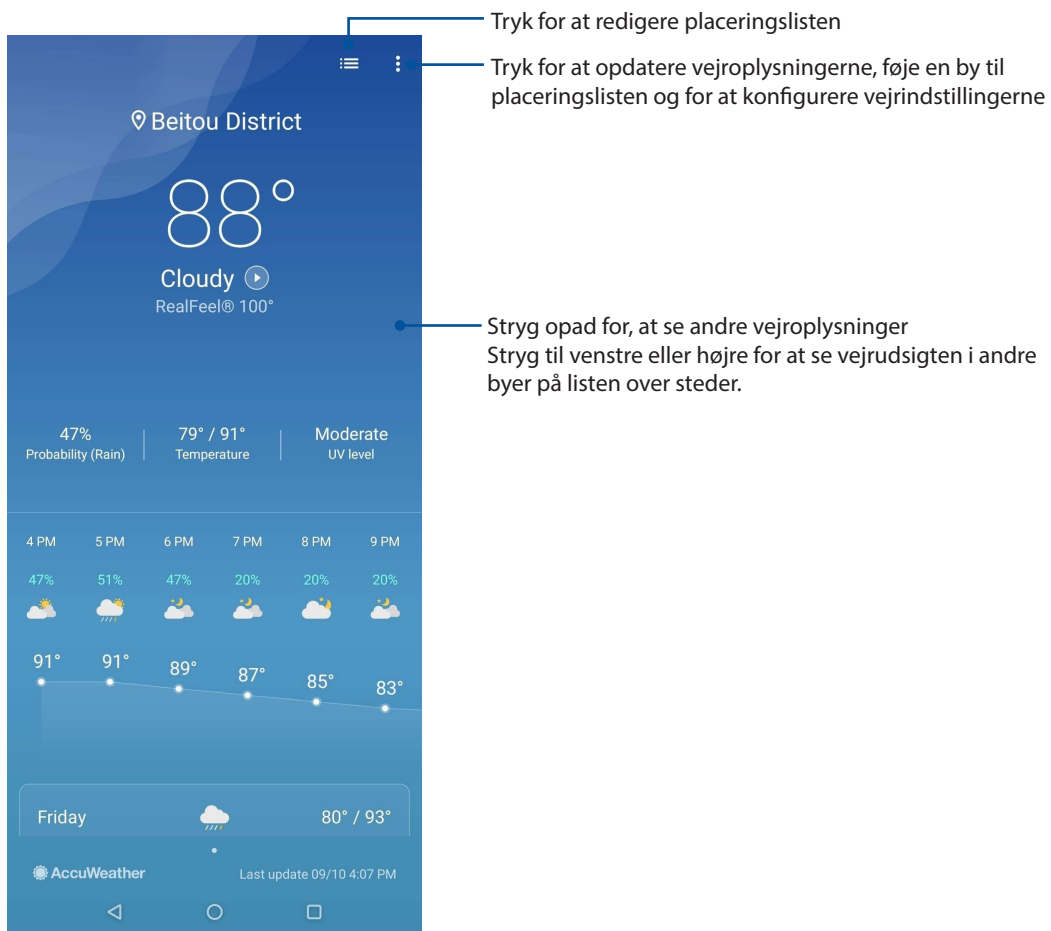 Tryk for at redigere placeringslisten
Tryk for at opdatere vejroplysningerne, føje en by til
placeringslisten og for at konfigurere vejrindstillingerne
Beitou District
88°
Cloudy
RealFeel® 100°
Stryg opad for, at se andre vejroplysninger
Stryg til venstre eller højre for at se vejrudsigten i andre
byer på listen over steder.
47% 79° / 91° Moderate
Probability (Rain) Temperature UV level
4 PM 5 PM 6 PM 7 PM 8 PM 9 PM
47% 51% 47% 20% 20% 20%
91° 91° 89° 87° 85° 83°
Friday 80° / 93°
AccuWeather Last update 09/10 4:07 PM